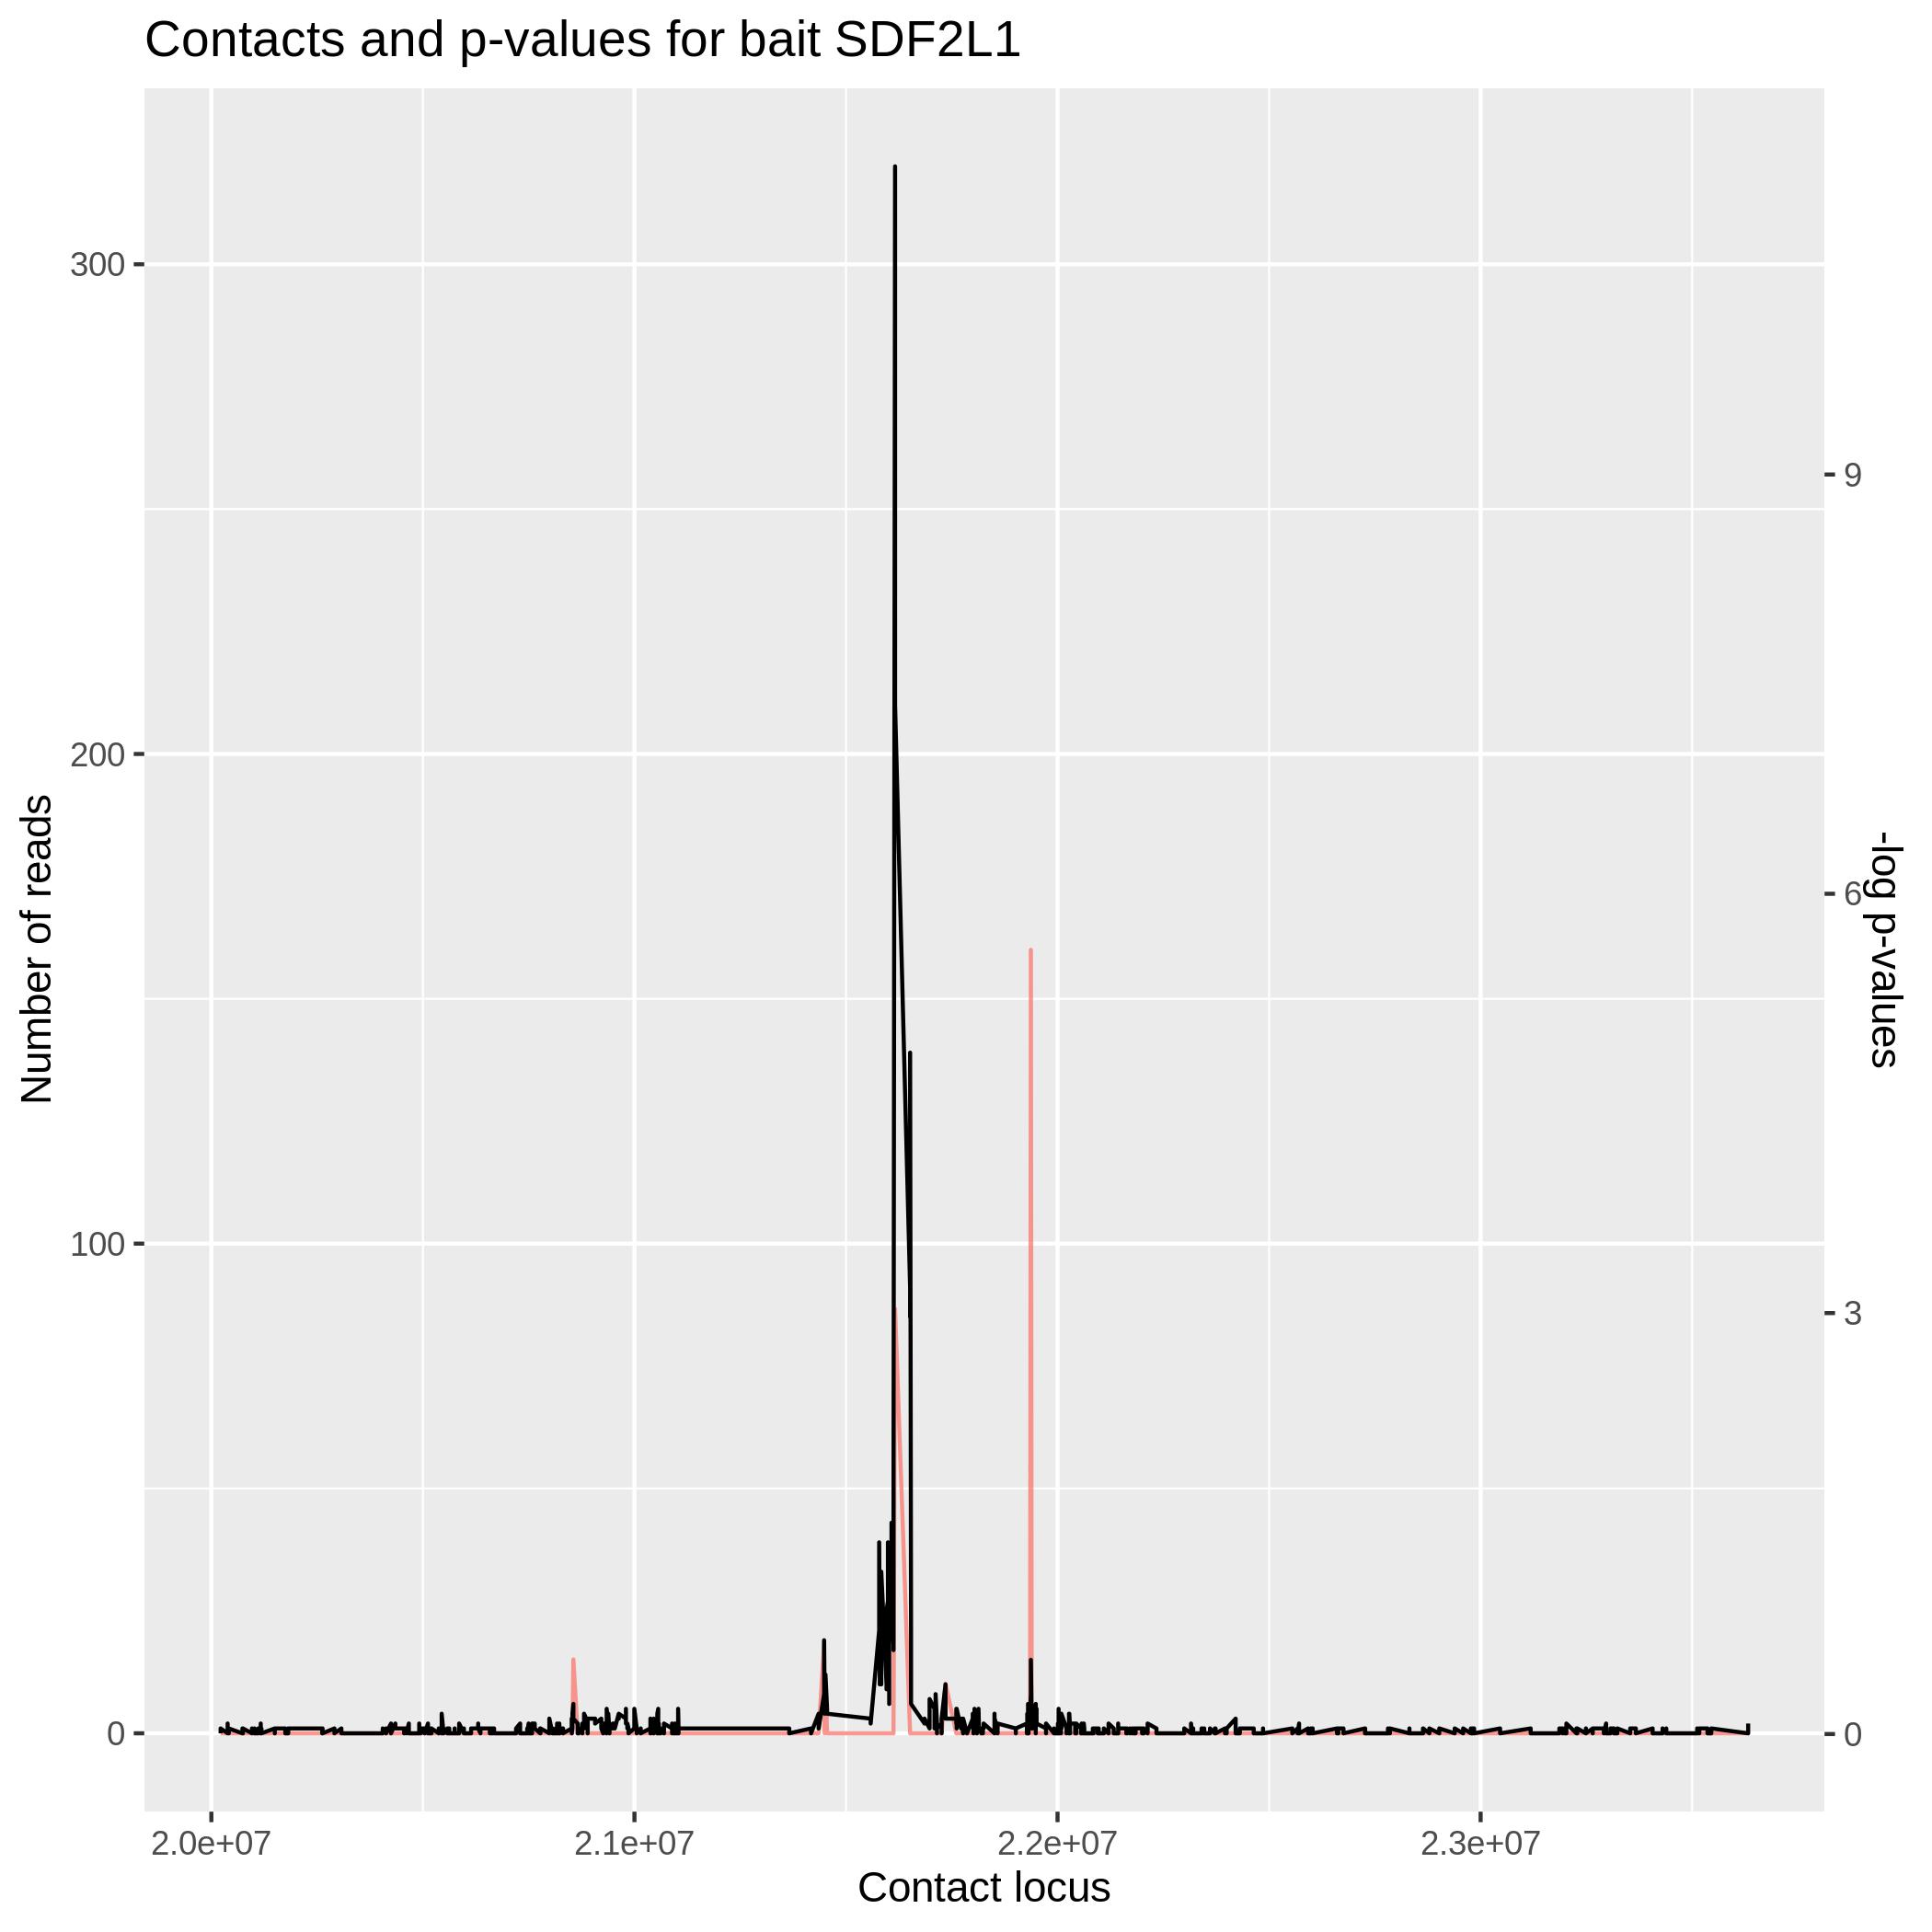 Contacts and p-values for bait SDF2L1
300
200
100
0
Number of reads
9
6
3
0
-log p-values
2.0e+07
2.1e+07
2.2e+07
2.3e+07
Contact locus